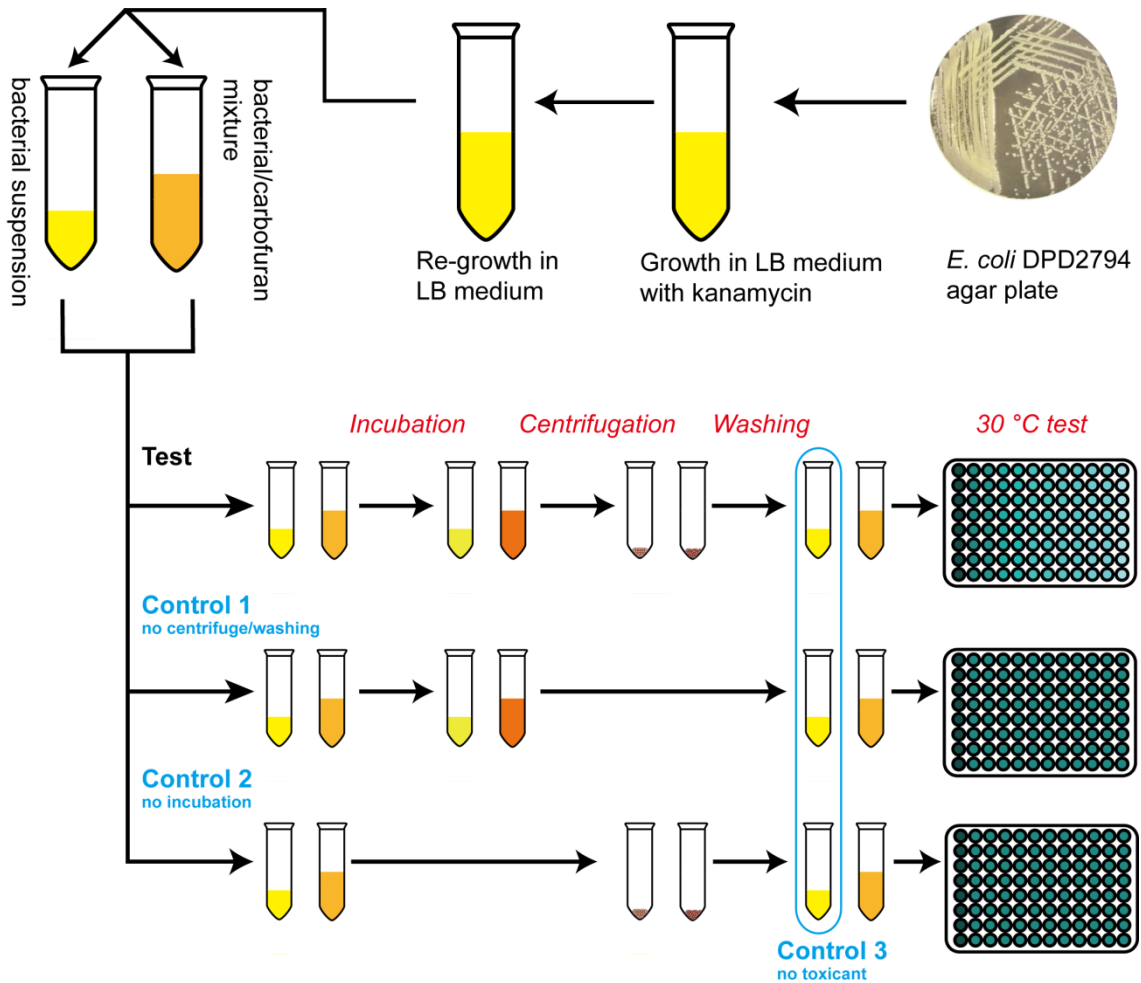 bacterial suspension
bacterial/carbofuran
mixture
Re-growth in
LB medium
Growth in LB medium
with kanamycin
E. coli DPD2794
agar plate
Incubation
Centrifugation
Washing
30 °C test
Test
Control 1
no centrifuge/washing
Control 2
no incubation
Control 3
no toxicant